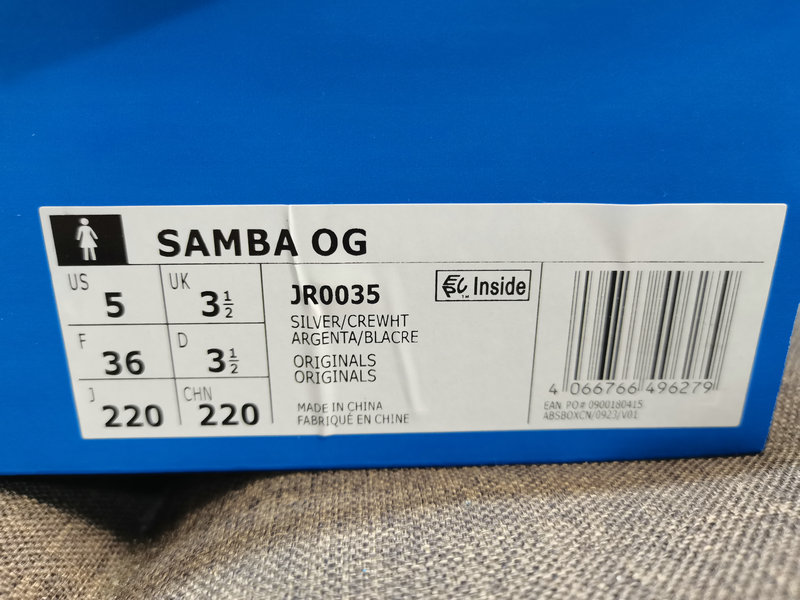 SAMBA OG
US 5 UK 3½
F 36 D 3½
J 220 CHN 220
JR0035
Inside
TM
SILVER/CREWHT
ARGENTA/BLACRE
ORIGINALS
ORIGINALS
MADE IN CHINA
FABRIQUÉ EN CHINE
4 066766 496279
EAN PO# 0900180415
ABSBOXCN/0923/V01